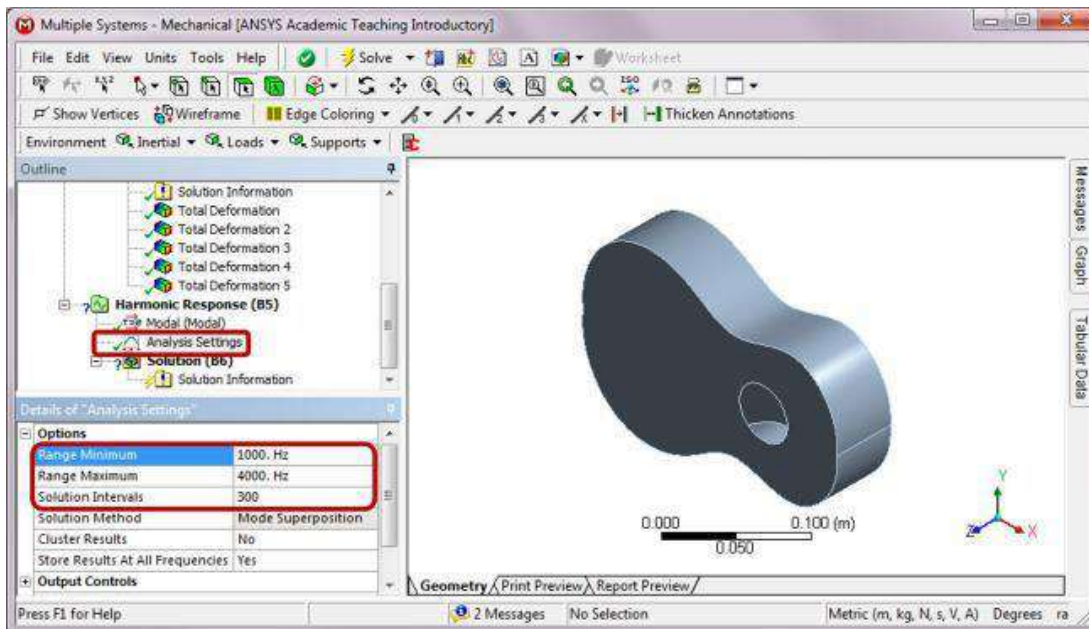 Multiple Systems - Mechanical [ANSYS Academic Teaching Introductory]
File Edit View Units Tools Help Solve Worksheet
Show Vertices Wireframe Edge Coloring Thicken Annotations
Environment Inertial Loads Supports
Outline
Solution Information
Total Deformation
Total Deformation 2
Total Deformation 3
Total Deformation 4
Total Deformation 5
Harmonic Response (B5)
Modal (Modal)
Analysis Settings
Solution (B6)
Solution Information
Details of "Analysis Settings"
Options
Range Minimum 1000. Hz
Range Maximum 4000. Hz
Solution Intervals 300
Solution Method Mode Superposition
Cluster Results No
Store Results At All Frequencies Yes
Output Controls
0.000 0.100 (m)
0.050
Y
Z X
Geometry Print Preview Report Preview
Messages
Graph
Tabular Data
Press F1 for Help 2 Messages No Selection Metric (m, kg, N, s, V, A) Degrees ra